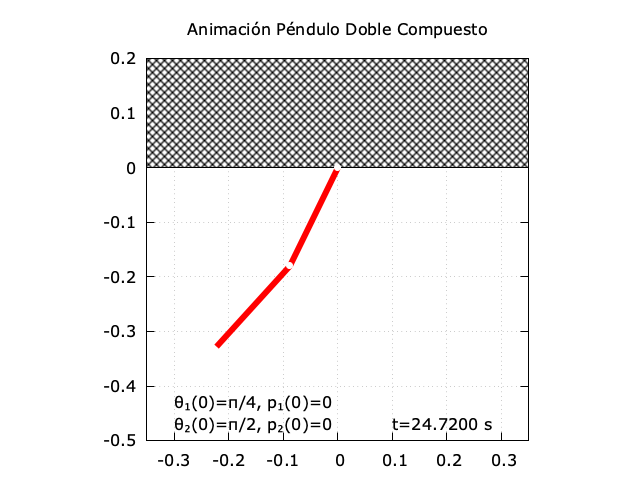 Animación Péndulo Doble Compuesto
0.2
0.1
0
-0.1
-0.2
-0.3
-0.4
-0.5
θ₁(0)=π/4, p₁(0)=0
θ₂(0)=π/2, p₂(0)=0 t=24.7200 s
-0.3 -0.2 -0.1 0 0.1 0.2 0.3